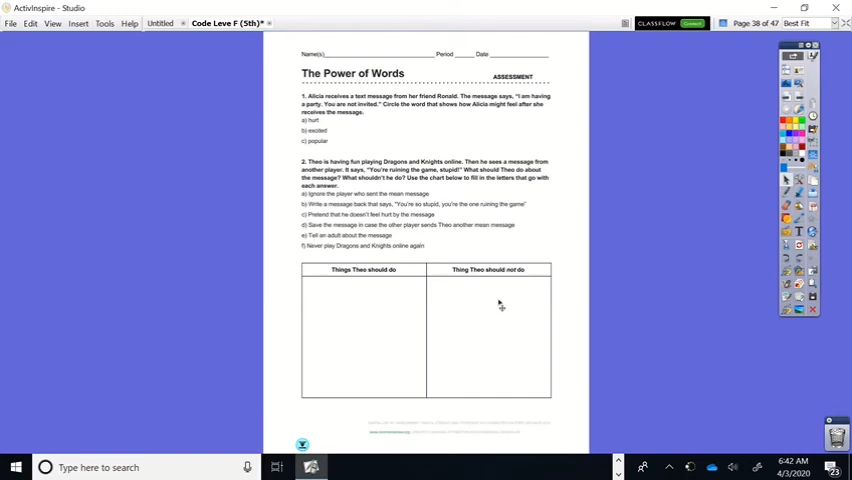 ActivInspire - Studio
File Edit View Insert Tools Help Untitled Code Leve F (5th)* CLASSFLOW Connect Page 38 of 47 Best Fit
Name(s) Period Date
The Power of Words
ASSESSMENT
1. Alicia receives a text message from her friend Ronald. The message says, "I am having
a party. You are not invited." Circle the word that shows how Alicia might feel after she
receives the message.
a) hurt
b) excited
c) popular
2. Theo is having fun playing Dragons and Knights online. Then he sees a message from
another player. It says, "You're ruining the game, stupid!" What should Theo do about
the message? What shouldn't he do? Use the chart below to fill in the letters that go with
each answer.
a) Ignore the player who sent the mean message
b) Write a message back that says, "You're so stupid, you're the one ruining the game"
c) Pretend that he doesn't feel hurt by the message
d) Save the message in case the other player sends Theo another mean message
e) Tell an adult about the message
f) Never play Dragons and Knights online again
Things Theo should do Thing Theo should not do
Type here to search
6:42 AM
4/3/2020
23